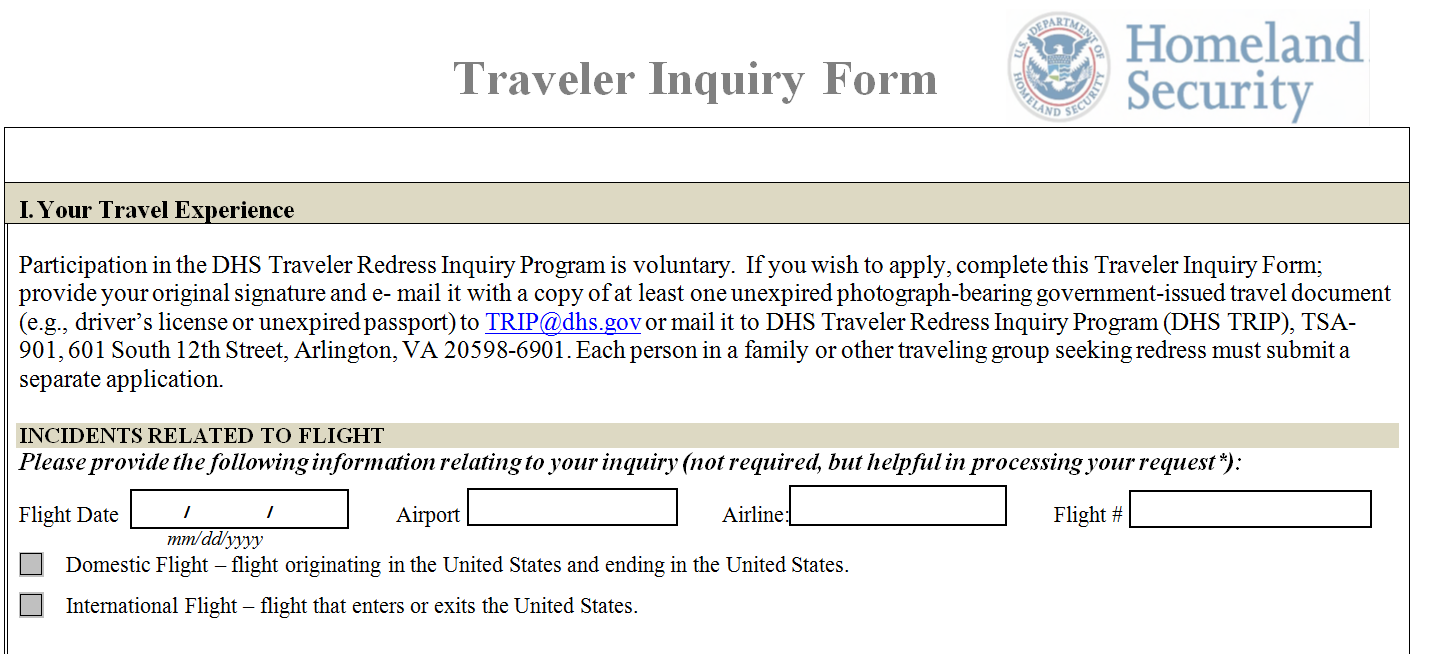 Traveler Inquiry Form
U.S. DEPARTMENT OF HOMELAND SECURITY
Homeland
Security
I. Your Travel Experience
Participation in the DHS Traveler Redress Inquiry Program is voluntary. If you wish to apply, complete this Traveler Inquiry Form;
provide your original signature and e- mail it with a copy of at least one unexpired photograph-bearing government-issued travel document
(e.g., driver’s license or unexpired passport) to TRIP@dhs.gov or mail it to DHS Traveler Redress Inquiry Program (DHS TRIP), TSA-
901, 601 South 12th Street, Arlington, VA 20598-6901. Each person in a family or other traveling group seeking redress must submit a
separate application.
INCIDENTS RELATED TO FLIGHT
Please provide the following information relating to your inquiry (not required, but helpful in processing your request*):
Flight Date / / Airport Airline: Flight #
mm/dd/yyyy
Domestic Flight – flight originating in the United States and ending in the United States.
International Flight – flight that enters or exits the United States.